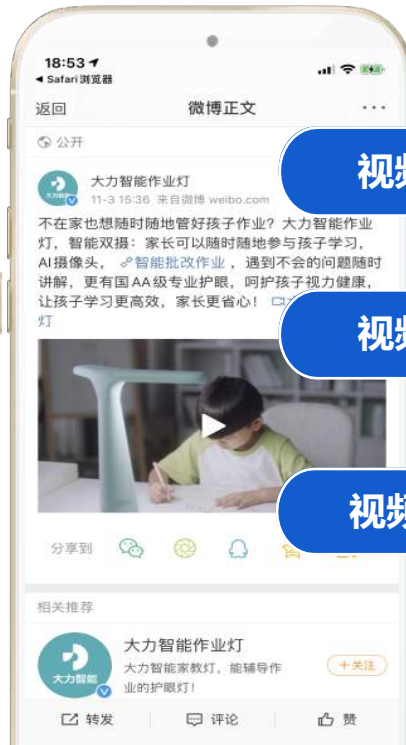 18:53
Safari 浏览器
返回
微博正文
公开
视频
大力智能作业灯
11-3 15:36 来自微博 weibo.com
不在家也想随时随地管好孩子作业？大力智能作业
灯，智能双摄：家长可以随时随地参与孩子学习，
AI摄像头， 智能批改作业 ，遇到不会的问题随时
讲解，更有国AA级专业护眼，呵护孩子视力健康，
让孩子学习更高效，家长更省心！
灯
视频
视频
分享到
相关推荐
大力智能
大力智能作业灯
大力智能家教灯，能辅导作
业的护眼灯！
+关注
转发
评论
赞